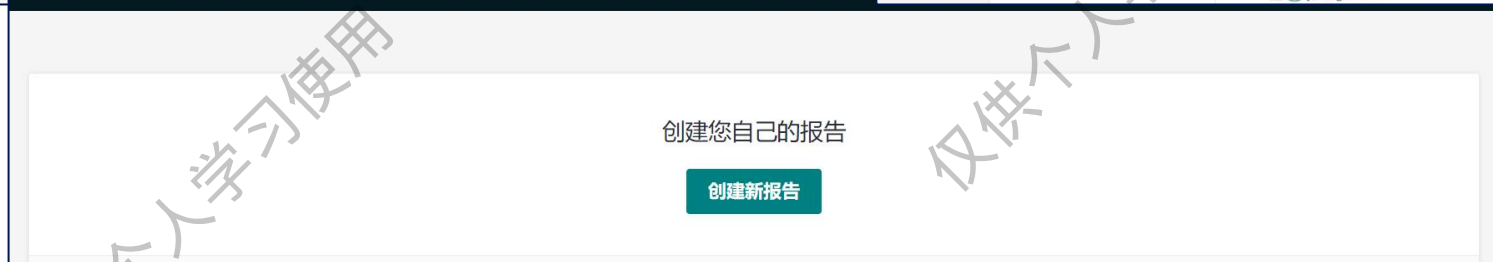 创建您自己的报告
创建新报告
个人学习使用
仅供个人